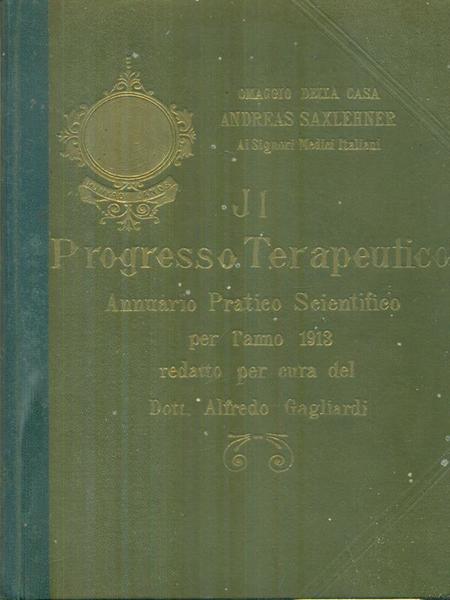 OMAGGIO DELLA CASA
ANDREAS SAXLEHNER
Ai Signori Medici Italiani
JI
Progresso Terapeutico
Annuario Pratico Scientifico
per l'anno 1913
redatto per cura del
Dott. Alfredo Gagliardi